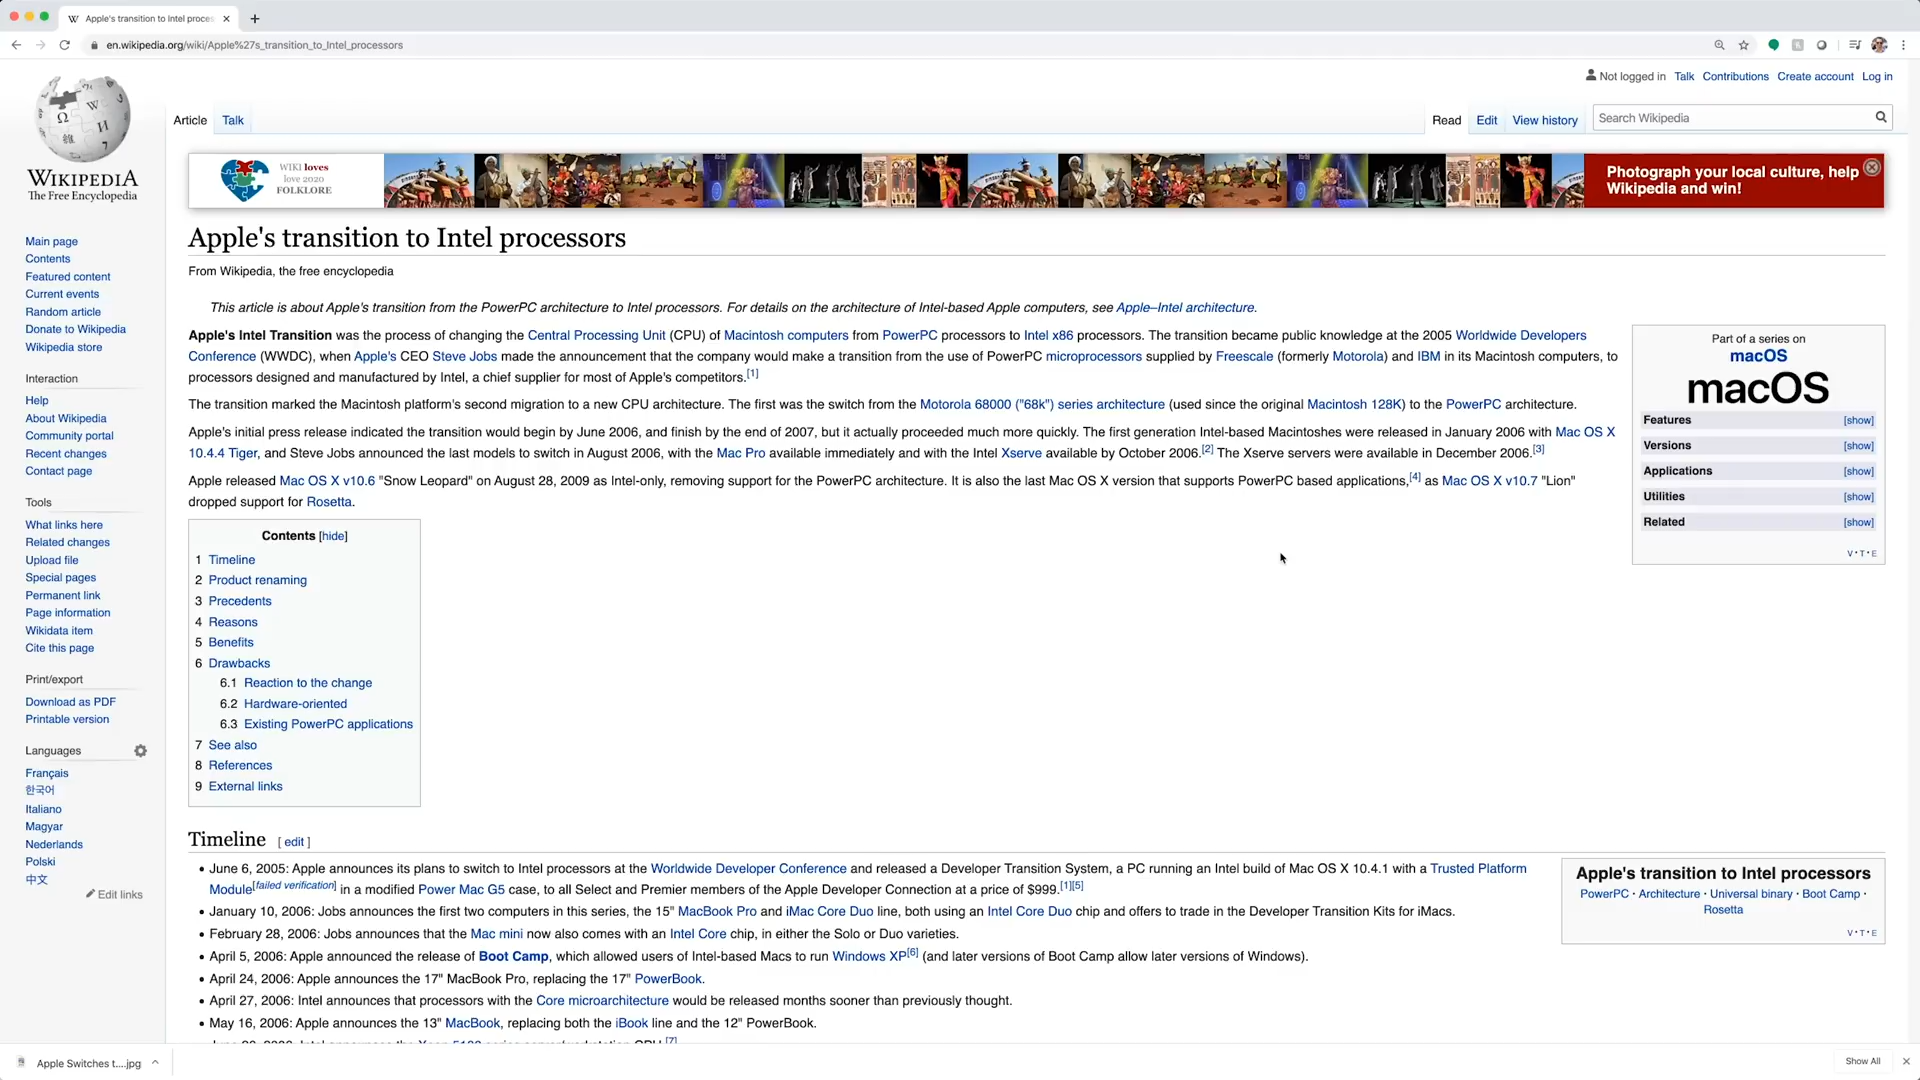 Apple's transition to Intel proces
en.wikipedia.org/wiki/Apple%27s_transition_to_Intel_processors
Not logged in Talk Contributions Create account Log in
Article Talk Read Edit View history Search Wikipedia
WIKIPEDIA
The Free Encyclopedia
WIKI loves
love 2020
FOLKLORE
Photograph your local culture, help
Wikipedia and win!
Main page
Contents
Featured content
Current events
Random article
Donate to Wikipedia
Wikipedia store
Interaction
Help
About Wikipedia
Community portal
Recent changes
Contact page
Tools
What links here
Related changes
Upload file
Special pages
Permanent link
Page information
Wikidata item
Cite this page
Print/export
Download as PDF
Printable version
Languages
Français
한국어
Italiano
Magyar
Nederlands
Polski
中文
Edit links
Apple's transition to Intel processors
From Wikipedia, the free encyclopedia
This article is about Apple's transition from the PowerPC architecture to Intel processors. For details on the architecture of Intel-based Apple computers, see Apple–Intel architecture.
Apple's Intel Transition was the process of changing the Central Processing Unit (CPU) of Macintosh computers from PowerPC processors to Intel x86 processors. The transition became public knowledge at the 2005 Worldwide Developers
Conference (WWDC), when Apple's CEO Steve Jobs made the announcement that the company would make a transition from the use of PowerPC microprocessors supplied by Freescale (formerly Motorola) and IBM in its Macintosh computers, to
processors designed and manufactured by Intel, a chief supplier for most of Apple's competitors.[1]
The transition marked the Macintosh platform's second migration to a new CPU architecture. The first was the switch from the Motorola 68000 ("68k") series architecture (used since the original Macintosh 128K) to the PowerPC architecture.
Apple's initial press release indicated the transition would begin by June 2006, and finish by the end of 2007, but it actually proceeded much more quickly. The first generation Intel-based Macintoshes were released in January 2006 with Mac OS X
10.4.4 Tiger, and Steve Jobs announced the last models to switch in August 2006, with the Mac Pro available immediately and with the Intel Xserve available by October 2006.[2] The Xserve servers were available in December 2006.[3]
Apple released Mac OS X v10.6 "Snow Leopard" on August 28, 2009 as Intel-only, removing support for the PowerPC architecture. It is also the last Mac OS X version that supports PowerPC based applications,[4] as Mac OS X v10.7 "Lion"
dropped support for Rosetta.
Part of a series on
macOS
macOS
Features [show]
Versions [show]
Applications [show]
Utilities [show]
Related [show]
V·T·E
Contents [hide]
1 Timeline
2 Product renaming
3 Precedents
4 Reasons
5 Benefits
6 Drawbacks
6.1 Reaction to the change
6.2 Hardware-oriented
6.3 Existing PowerPC applications
7 See also
8 References
9 External links
Timeline [ edit ]
• June 6, 2005: Apple announces its plans to switch to Intel processors at the Worldwide Developer Conference and released a Developer Transition System, a PC running an Intel build of Mac OS X 10.4.1 with a Trusted Platform
Module[failed verification] in a modified Power Mac G5 case, to all Select and Premier members of the Apple Developer Connection at a price of $999.[1][5]
• January 10, 2006: Jobs announces the first two computers in this series, the 15" MacBook Pro and iMac Core Duo line, both using an Intel Core Duo chip and offers to trade in the Developer Transition Kits for iMacs.
• February 28, 2006: Jobs announces that the Mac mini now also comes with an Intel Core chip, in either the Solo or Duo varieties.
• April 5, 2006: Apple announced the release of Boot Camp, which allowed users of Intel-based Macs to run Windows XP[6] (and later versions of Boot Camp allow later versions of Windows).
• April 24, 2006: Apple announces the 17" MacBook Pro, replacing the 17" PowerBook.
• April 27, 2006: Intel announces that processors with the Core microarchitecture would be released months sooner than previously thought.
• May 16, 2006: Apple announces the 13" MacBook, replacing both the iBook line and the 12" PowerBook.
Apple's transition to Intel processors
PowerPC · Architecture · Universal binary · Boot Camp ·
Rosetta
V·T·E
Apple Switches t....jpg
Show All